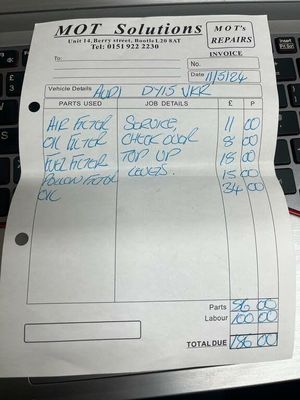 MOT Solutions
Unit 14, Berry street, Bootle L20 8AT
Tel: 0151 922 2230
MOT's
REPAIRS
INVOICE
To:
No.
Date 11/5/24
Vehicle Details AUDI DY15 VKR
PARTS USED JOB DETAILS £ P
AIR FILTER SERVICE, 11 00
OIL FILTER CHECK OVER 8 00
FUEL FILTER TOP UP 18 00
POLLEN FILTER LEVELS. 15 00
OIL 34 00
Parts 86 00
Labour 100 00
TOTAL DUE 186 00